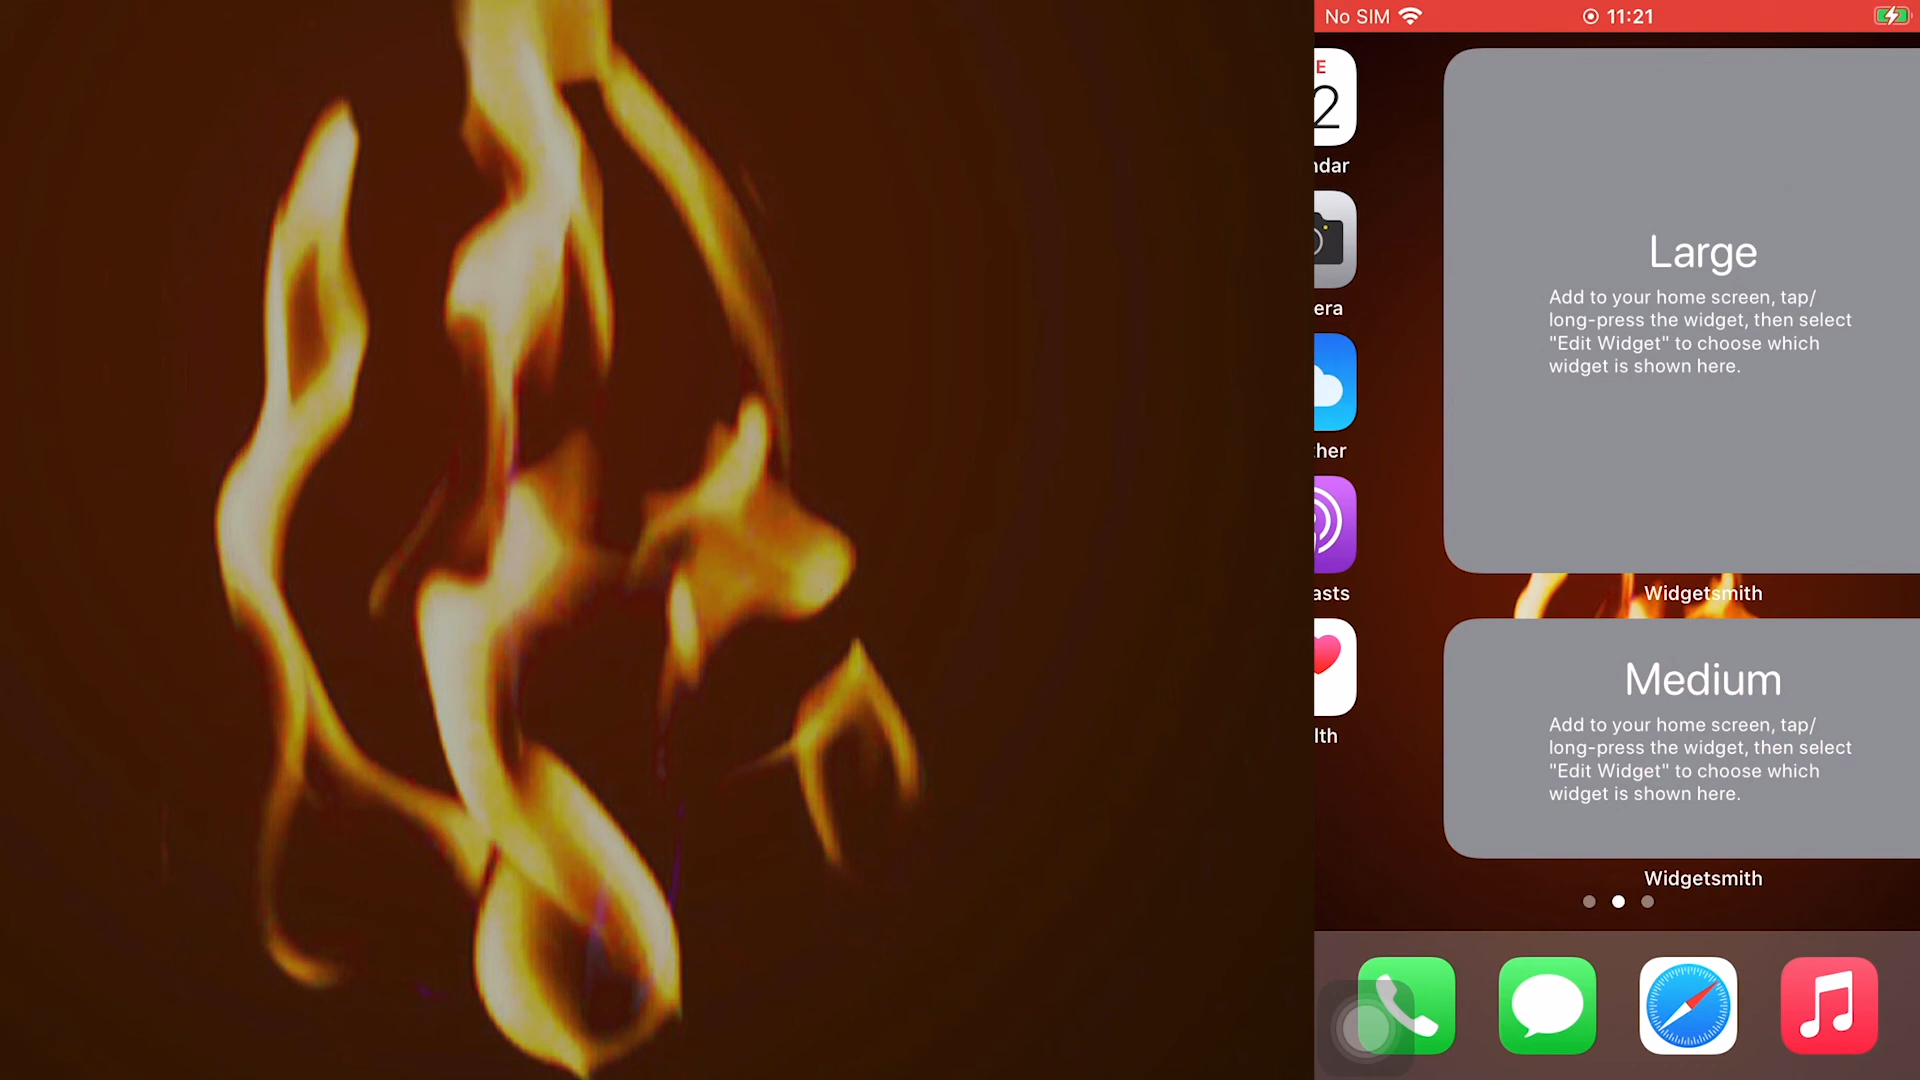 No SIM
11:21
E
2
ndar
era
ther
asts
lth
Large
Add to your home screen, tap/
long-press the widget, then select
"Edit Widget" to choose which
widget is shown here.
Widgetsmith
Medium
Add to your home screen, tap/
long-press the widget, then select
"Edit Widget" to choose which
widget is shown here.
Widgetsmith